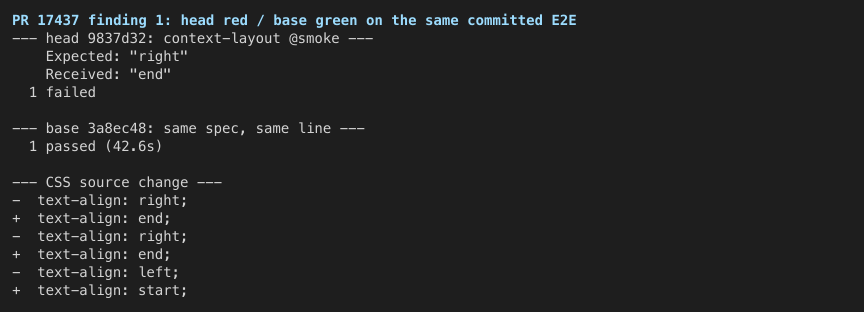 PR 17437 finding 1: head red / base green on the same committed E2E
--- head 9837d32: context-layout @smoke ---
Expected: "right"
Received: "end"
1 failed
--- base 3a8ec48: same spec, same line ---
1 passed (42.6s)
--- CSS source change ---
-  text-align: right;
+  text-align: end;
-  text-align: right;
+  text-align: end;
-  text-align: left;
+  text-align: start;